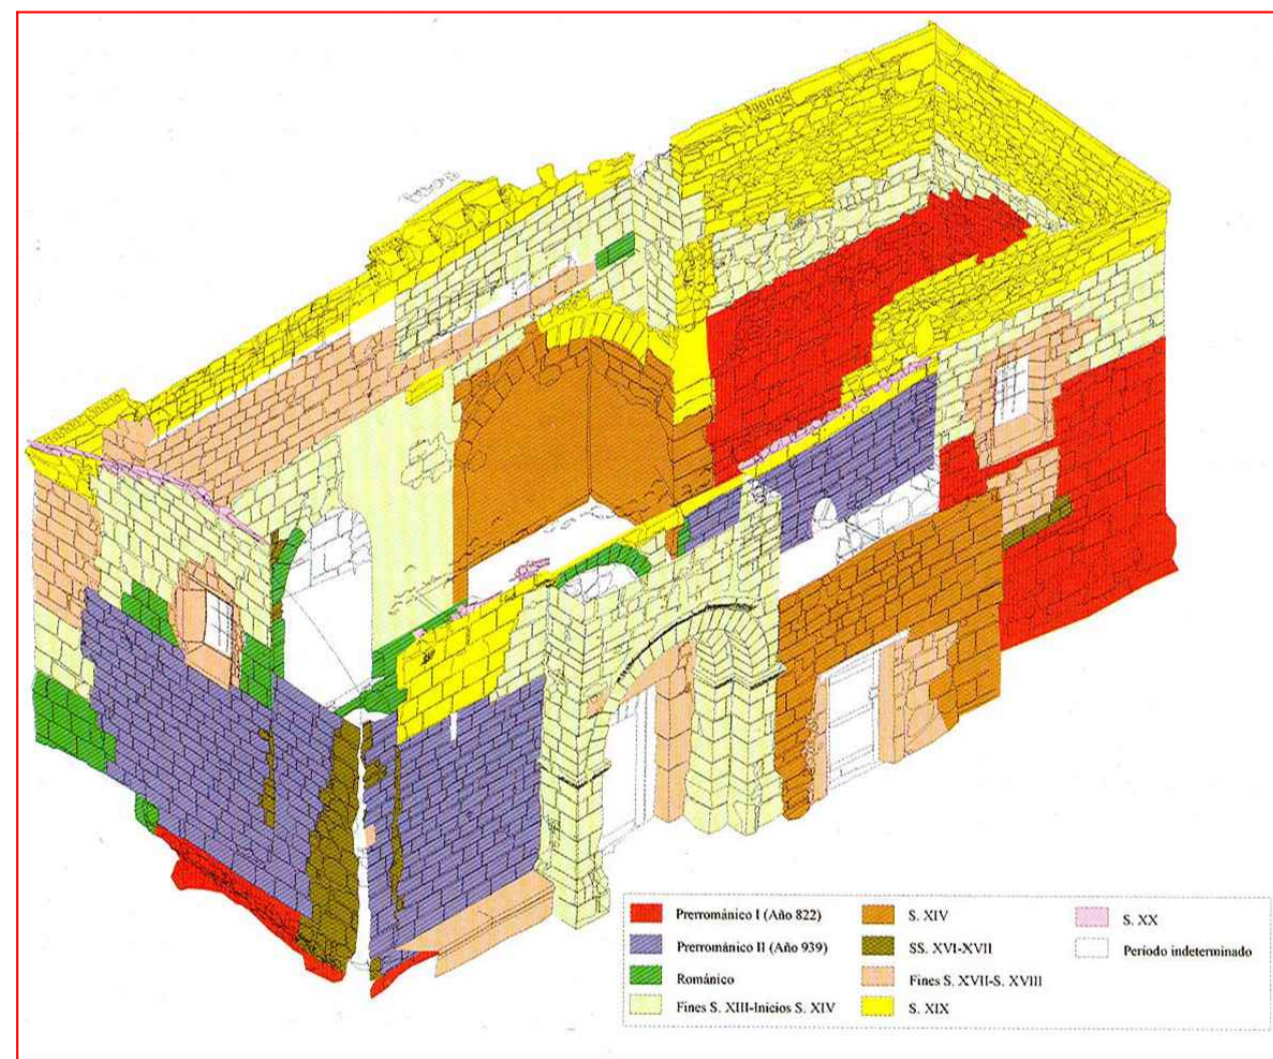 Prerrománico I (Año 822)
Prerrománico II (Año 939)
Románico
Fines S. XIII-Inicios S. XIV
S. XIV
SS. XVI-XVII
Fines S. XVII-S. XVIII
S. XIX
S. XX
Período indeterminado